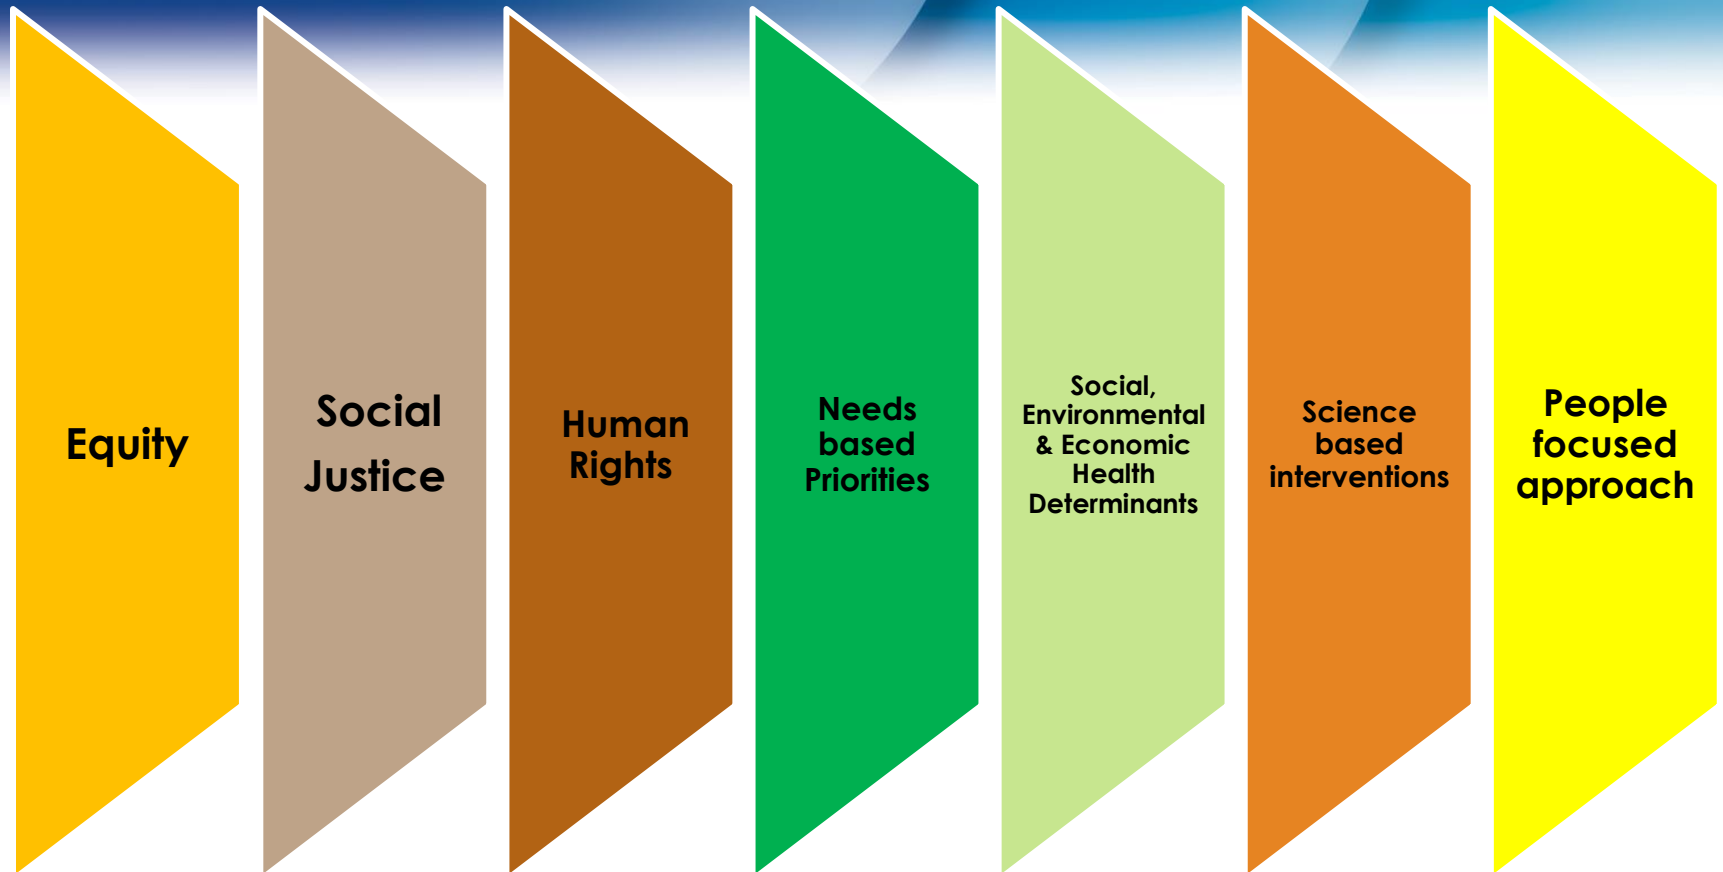 Equity
Social
Justice
Human
Rights
Needs
based
Priorities
Social,
Environmental
& Economic
Health
Determinants
Science
based
interventions
People
focused
approach